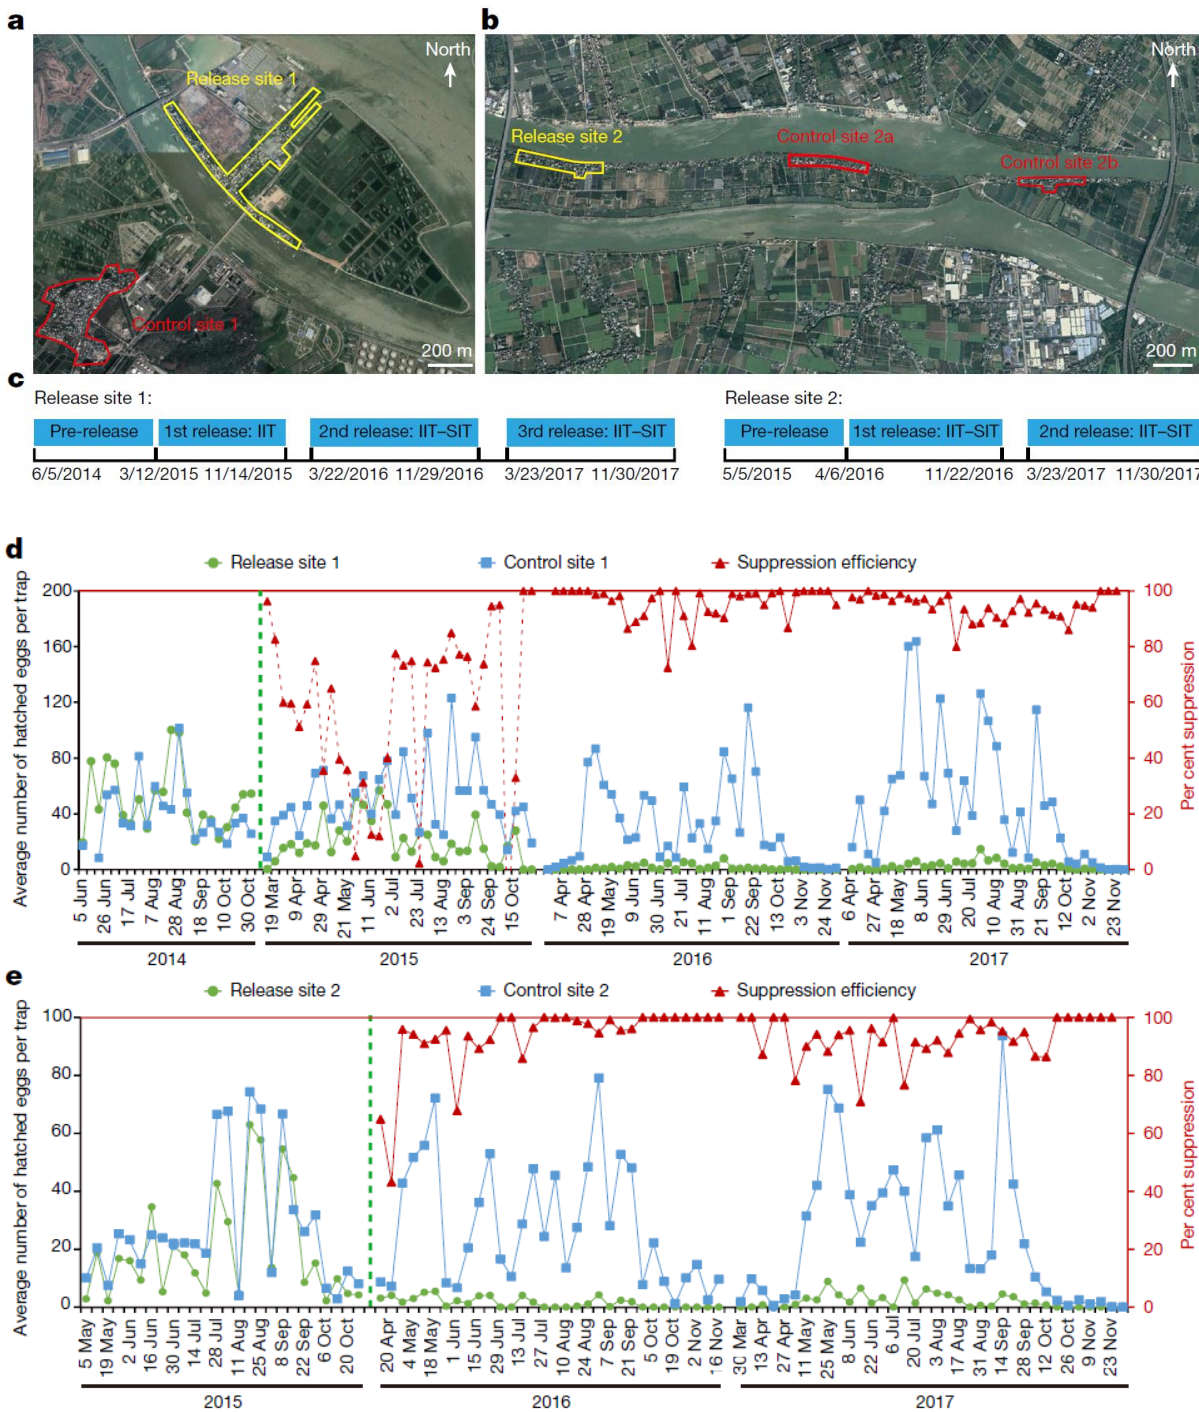 a
North
Release site 1
Control site 1
200 m
b
North
Release site 2
Control site 2a
Control site 2b
200 m
c
Release site 1:
Pre-release
1st release: IIT
2nd release: IIT–SIT
3rd release: IIT–SIT
6/5/2014
3/12/2015
11/14/2015
3/22/2016
11/29/2016
3/23/2017
11/30/2017
Release site 2:
Pre-release
1st release: IIT–SIT
2nd release: IIT–SIT
5/5/2015
4/6/2016
11/22/2016
3/23/2017
11/30/2017
d
Release site 1
Control site 1
Suppression efficiency
Average number of hatched eggs per trap
200
160
120
80
40
0
Per cent suppression
100
80
60
40
20
0
5 Jun
26 Jun
17 Jul
7 Aug
28 Aug
18 Sep
10 Oct
30 Oct
19 Mar
9 Apr
29 Apr
21 May
11 Jun
2 Jul
23 Jul
13 Aug
3 Sep
24 Sep
15 Oct
7 Apr
28 Apr
19 May
9 Jun
30 Jun
21 Jul
11 Aug
1 Sep
22 Sep
13 Oct
3 Nov
24 Nov
6 Apr
27 Apr
18 May
8 Jun
29 Jun
20 Jul
10 Aug
31 Aug
21 Sep
12 Oct
2 Nov
23 Nov
2014
2015
2016
2017
e
Release site 2
Control site 2
Suppression efficiency
Average number of hatched eggs per trap
100
80
60
40
20
0
Per cent suppression
100
80
60
40
20
0
5 May
19 May
2 Jun
16 Jun
30 Jun
14 Jul
28 Jul
11 Aug
25 Aug
8 Sep
22 Sep
6 Oct
20 Oct
20 Apr
4 May
18 May
1 Jun
15 Jun
29 Jun
13 Jul
27 Jul
10 Aug
24 Aug
7 Sep
21 Sep
5 Oct
19 Oct
2 Nov
16 Nov
30 Mar
13 Apr
27 Apr
11 May
25 May
8 Jun
22 Jun
6 Jul
20 Jul
3 Aug
17 Aug
31 Aug
14 Sep
28 Sep
12 Oct
26 Oct
9 Nov
23 Nov
2015
2016
2017